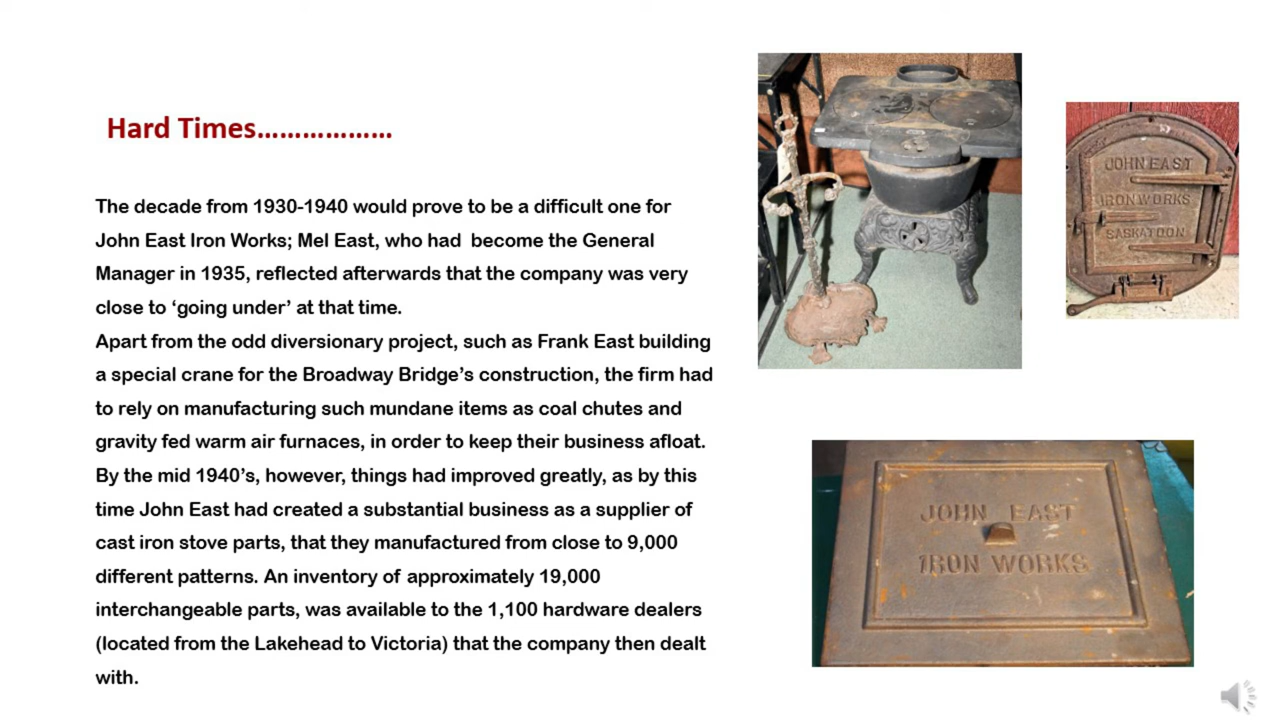 Hard Times………………
The decade from 1930-1940 would prove to be a difficult one for
John East Iron Works; Mel East, who had  become the General
Manager in 1935, reflected afterwards that the company was very
close to ‘going under’ at that time.
Apart from the odd diversionary project, such as Frank East building
a special crane for the Broadway Bridge’s construction, the firm had
to rely on manufacturing such mundane items as coal chutes and
gravity fed warm air furnaces, in order to keep their business afloat.
By the mid 1940’s, however, things had improved greatly, as by this
time John East had created a substantial business as a supplier of
cast iron stove parts, that they manufactured from close to 9,000
different patterns. An inventory of approximately 19,000
interchangeable parts, was available to the 1,100 hardware dealers
(located from the Lakehead to Victoria) that the company then dealt
with.
JOHN EAST
IRON WORKS
SASKATOON
JOHN EAST
IRON WORKS